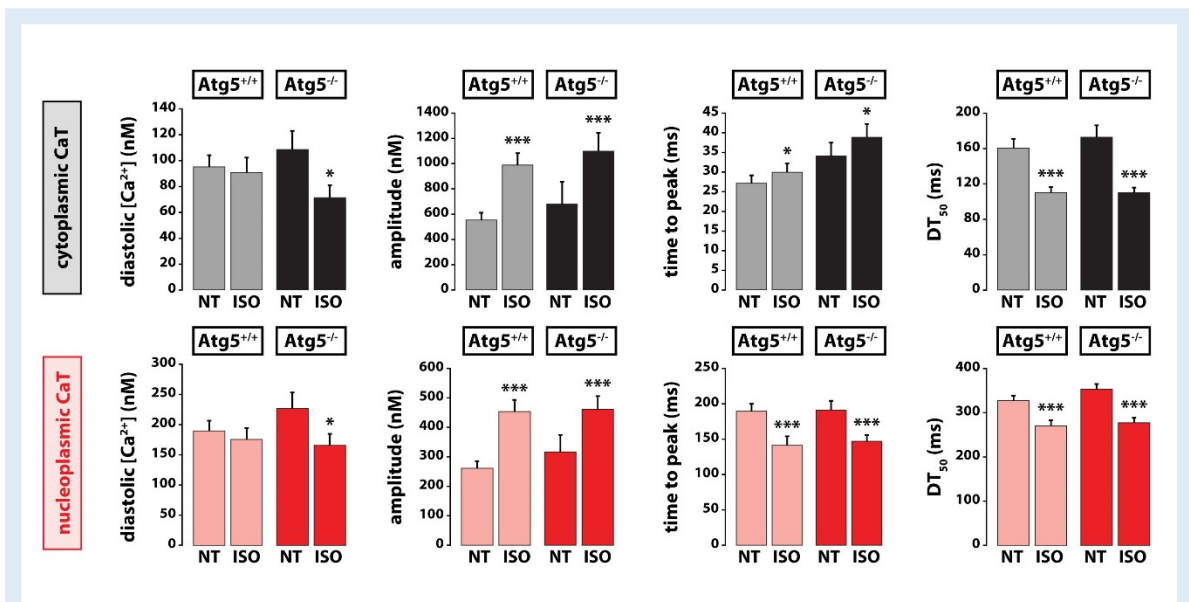 cytoplasmic CaT
Atg5+/+ Atg5-/-
diastolic [Ca2+] (nM)
140
120
100
80
60
40
20
0
NT ISO NT ISO
*
Atg5+/+ Atg5-/-
amplitude (nM)
1400
1200
1000
800
600
400
200
0
NT ISO NT ISO
*** ***
Atg5+/+ Atg5-/-
time to peak (ms)
45
40
35
30
25
20
15
10
5
0
NT ISO NT ISO
* *
Atg5+/+ Atg5-/-
DT50 (ms)
200
160
120
80
40
0
NT ISO NT ISO
*** ***
nucleoplasmic CaT
Atg5+/+ Atg5-/-
diastolic [Ca2+] (nM)
300
250
200
150
100
50
0
NT ISO NT ISO
*
Atg5+/+ Atg5-/-
amplitude (nM)
600
500
400
300
200
100
0
NT ISO NT ISO
*** ***
Atg5+/+ Atg5-/-
time to peak (ms)
250
200
150
100
50
0
NT ISO NT ISO
*** ***
Atg5+/+ Atg5-/-
DT50 (ms)
400
300
200
100
0
NT ISO NT ISO
*** ***